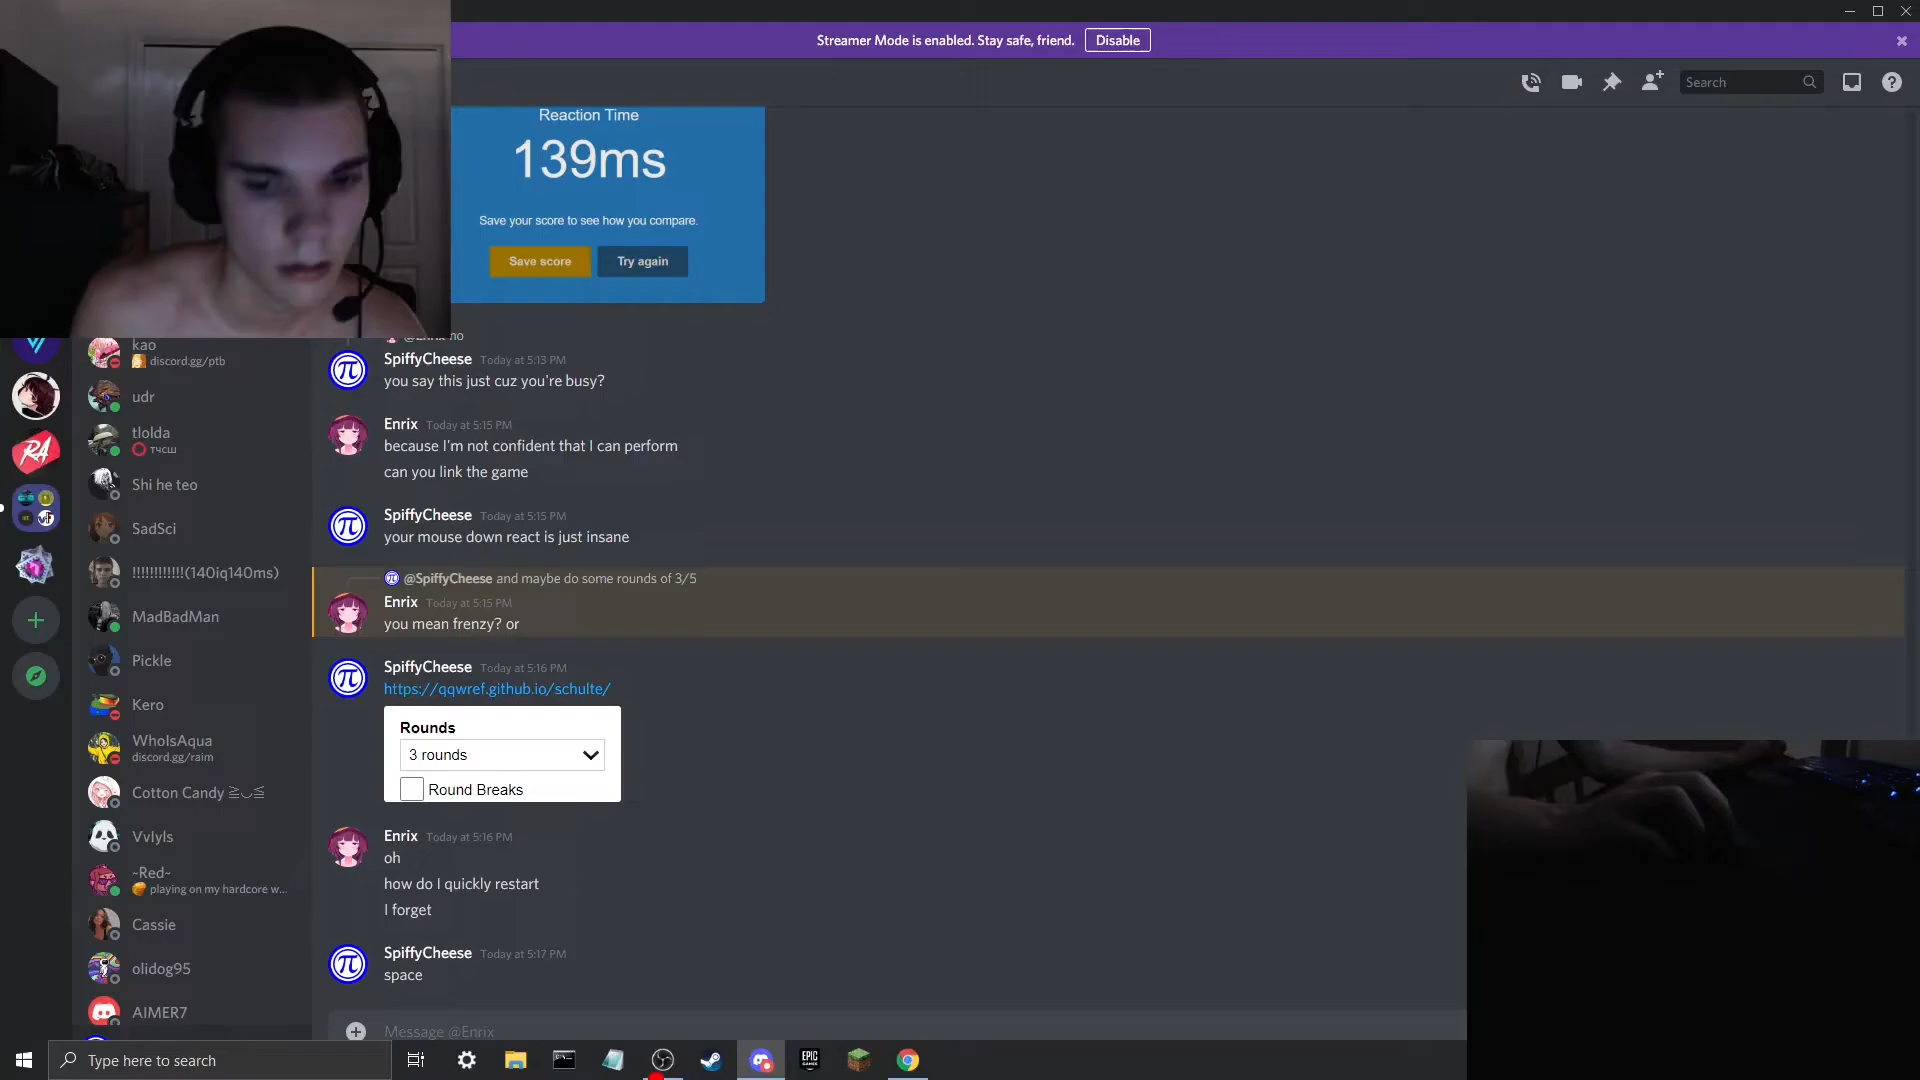 Streamer Mode is enabled. Stay safe, friend.
Disable
Search
Reaction Time
139ms
Save your score to see how you compare.
Save score
Try again
@Enrix no
SpiffyCheese Today at 5:13 PM
you say this just cuz you're busy?
Enrix Today at 5:15 PM
because I'm not confident that I can perform
can you link the game
SpiffyCheese Today at 5:15 PM
your mouse down react is just insane
@SpiffyCheese and maybe do some rounds of 3/5
Enrix Today at 5:15 PM
you mean frenzy? or
SpiffyCheese Today at 5:16 PM
https://qqwref.github.io/schulte/
Rounds
3 rounds
Round Breaks
Enrix Today at 5:16 PM
oh
how do I quickly restart
I forget
SpiffyCheese Today at 5:17 PM
space
Message @Enrix
kao
discord.gg/ptb
udr
tlolda
тчсш
Shi he teo
SadSci
!!!!!!!!!!!!(140iq140ms)
MadBadMan
Pickle
Kero
WhoIsAqua
discord.gg/raim
Cotton Candy ≧◡≦
Vvlyls
~Red~
playing on my hardcore w...
Cassie
olidog95
AIMER7
RA
Type here to search
EPIC
GAMES